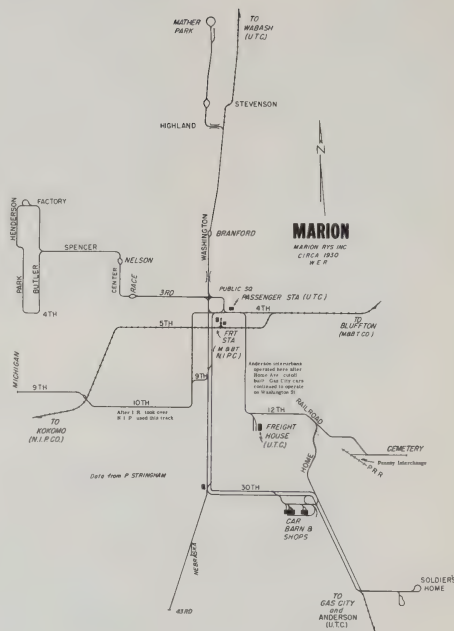 MATHER
PARK
TO
WABASH
(U.T.C)
STEVENSON
HIGHLAND
N
MARION
MARION RYS INC
CIRCA 1930
W E R
WASHINGTON
BRANFORD
HENDERSON
FACTORY
SPENCER
NELSON
CENTER
RACE
PARK
BUTLER
4TH
3RD
PUBLIC SQ
PASSENGER STA (U.T.C)
4TH
TO
BLUFFTON
(M&BT CO.)
5TH
FRT
STA
(M & BT
N.I.P.C.)
9TH
MICHIGAN
9TH
10TH
After I.R. took over
N I P used this track
TO
KOKOMO
(N.I.P.CO.)
Anderson interurbans
operated here after
Home Ave. cutoff
built. Gas City cars
continued to operate
on Washington St
RAILROAD
12TH
FREIGHT
HOUSE
(U.T.C.)
HOME
CEMETERY
Pennsy Interchange
P R R
Data from P STRINGHAM
30TH
CAR
BARN &
SHOPS
NEBRASKA
43RD
SOLDIER'S
HOME
TO
GAS CITY
and
ANDERSON
(U.T.C.)